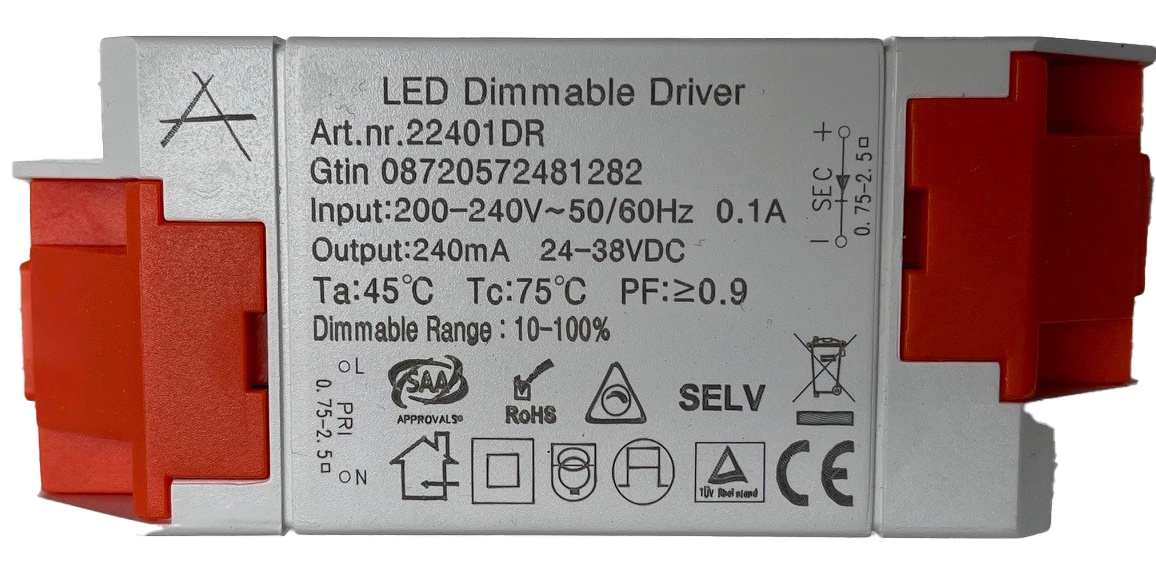 LED Dimmable Driver
Art.nr.22401DR
Gtin 08720572481282
Input:200-240V~50/60Hz 0.1A
Output:240mA 24-38VDC
Ta:45℃ Tc:75℃ PF:≥0.9
Dimmable Range : 10-100%
+
SEC
-
0.75-2.5□
L
PRI
0.75-2.5□
N
SAA
APPROVALS®
RoHS
SELV
TÜV Rheinland
CE